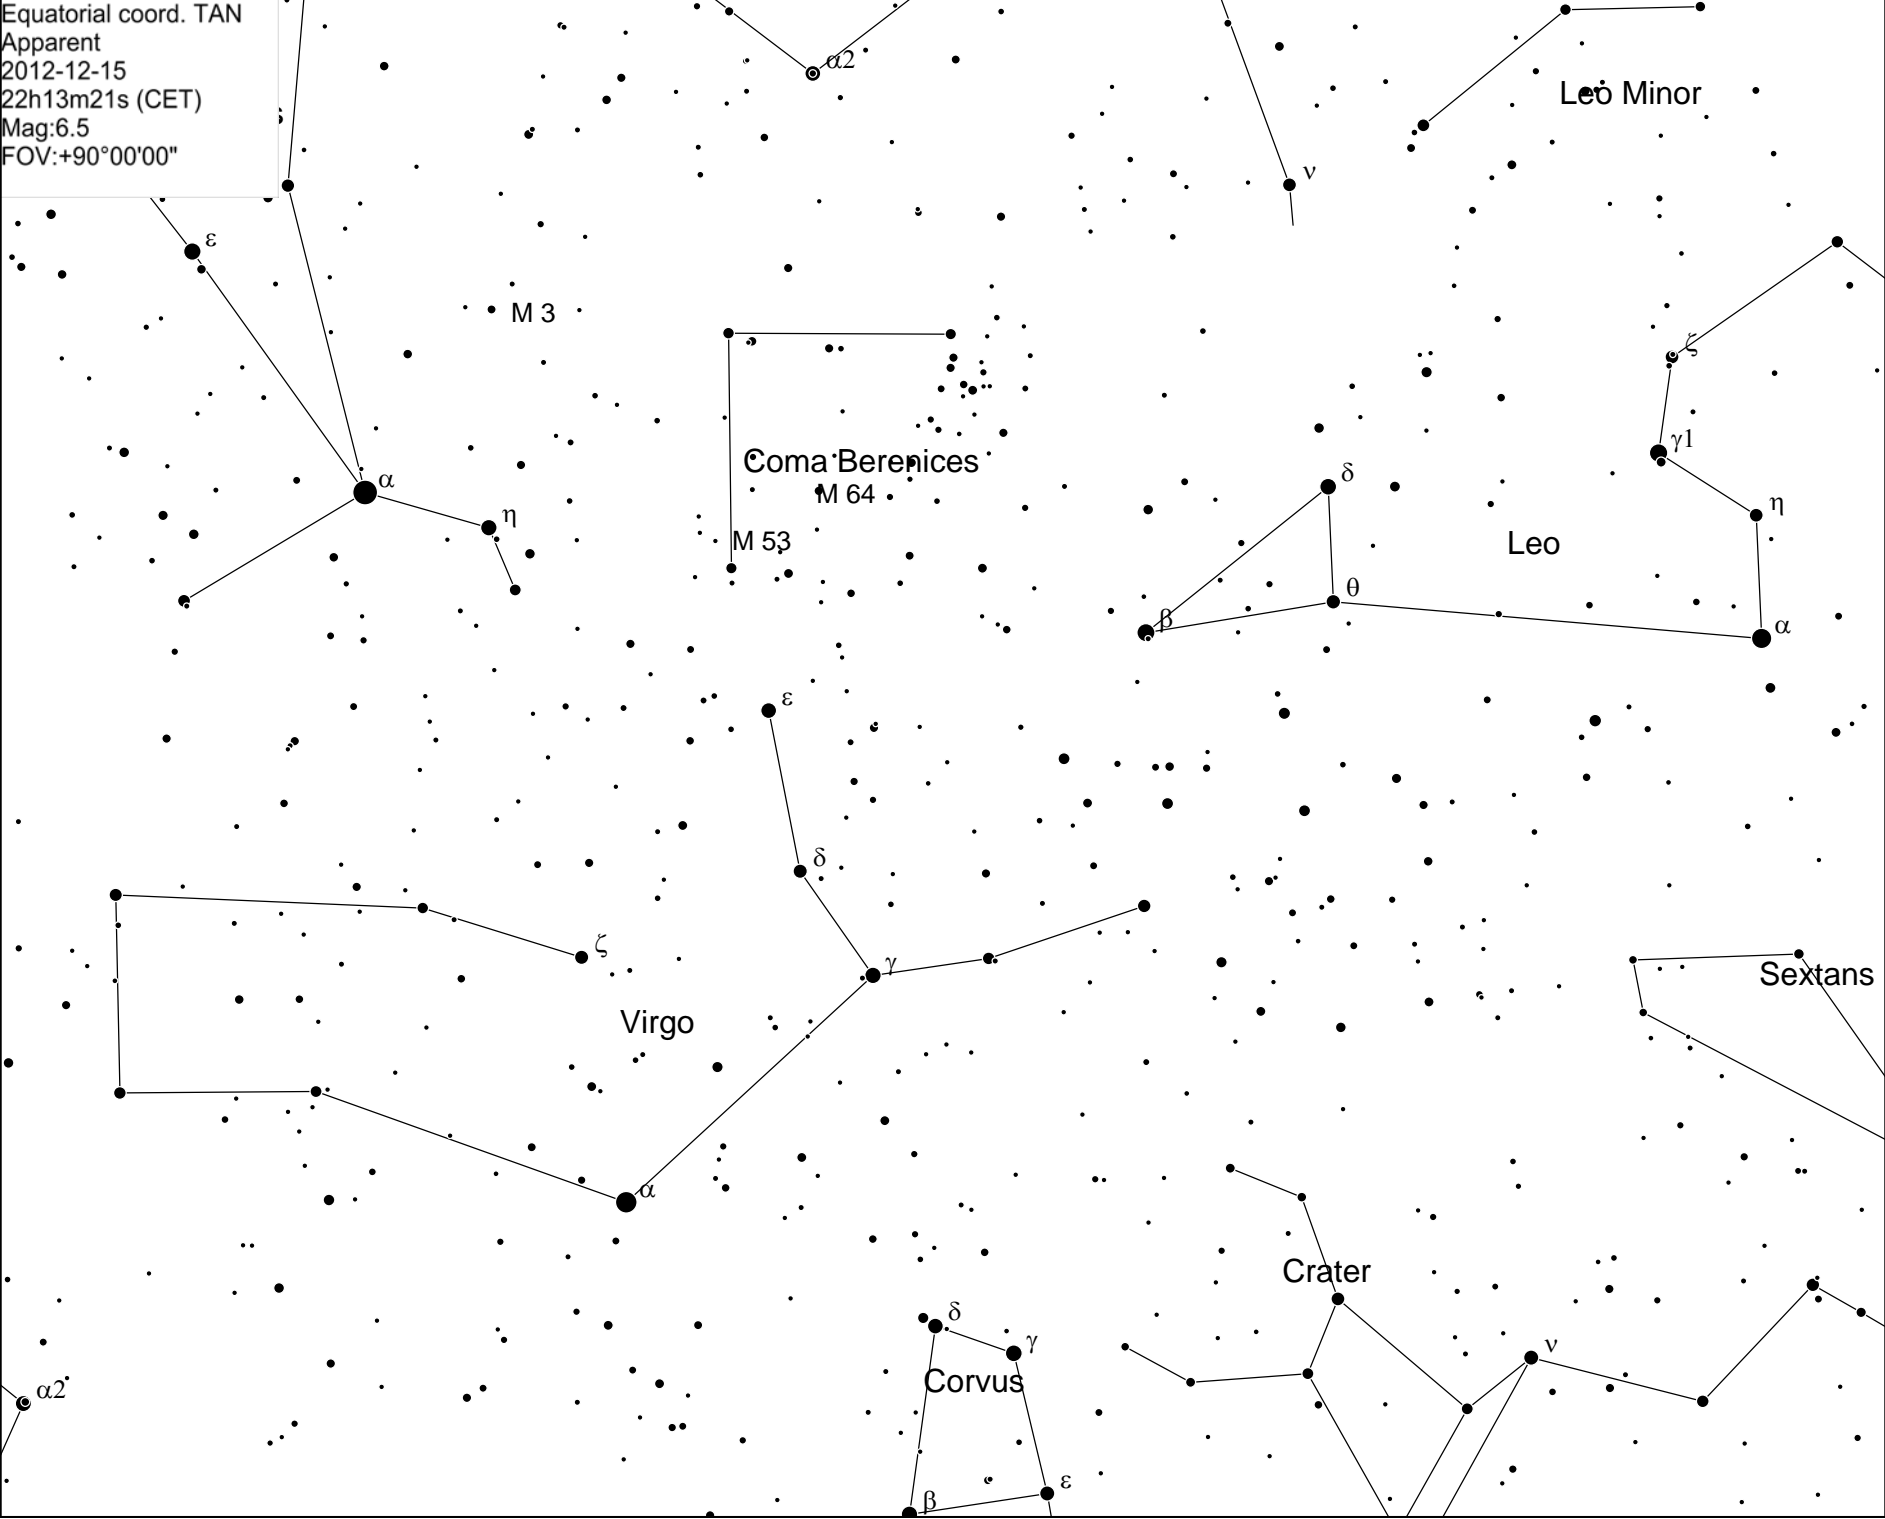 Equatorial coord. TAN
Apparent
2012-12-15
22h13m21s (CET)
Mag:6.5
FOV:+90°00'00"
α2
Leo Minor
ν
ε
M 3
ζ
γ1
Coma Berenices
δ
α
M 64
η
η
M 53
Leo
θ
β
α
ε
δ
ζ
γ
Sextans
Virgo
α
Crater
δ
γ
ν
Corvus
α2
ε
β